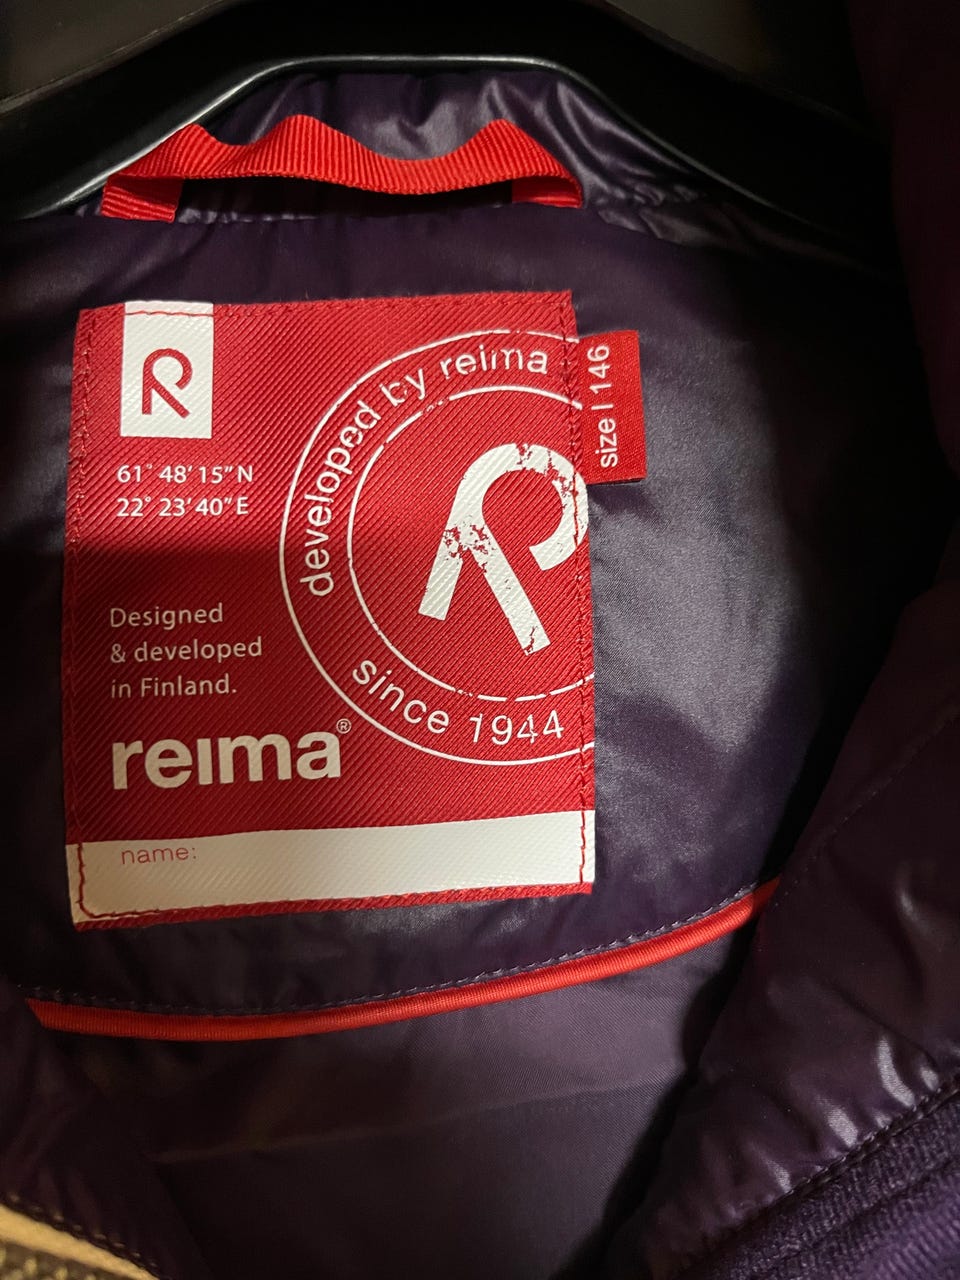 R
61° 48' 15" N
22° 23' 40" E
Designed
& developed
in Finland.
reima®
name:
developed by reima
R
since 1944
size | 146